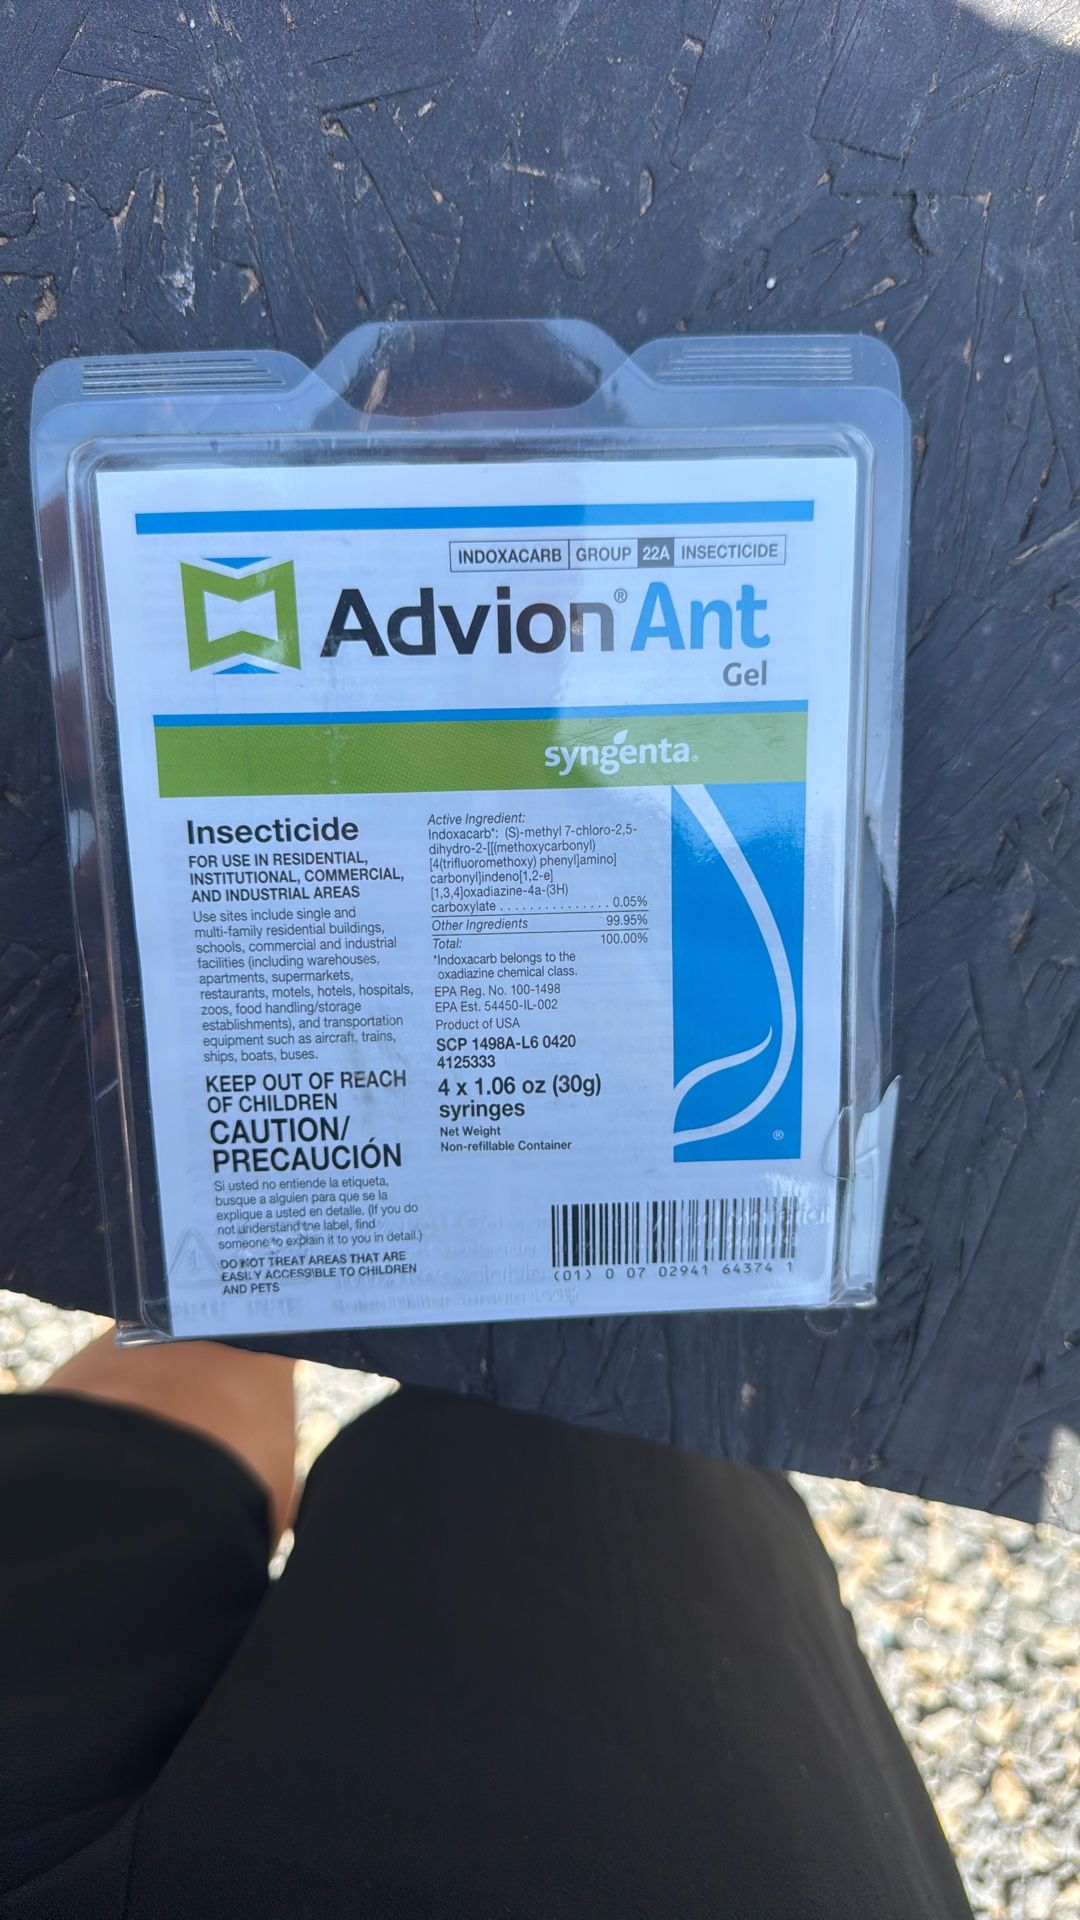 INDOXACARB GROUP 22A INSECTICIDE
Advion® Ant
Gel
syngenta®
Insecticide
FOR USE IN RESIDENTIAL,
INSTITUTIONAL, COMMERCIAL,
AND INDUSTRIAL AREAS
Use sites include single and
multi-family residential buildings,
schools, commercial and industrial
facilities (including warehouses,
apartments, supermarkets,
restaurants, motels, hotels, hospitals,
zoos, food handling/storage
establishments), and transportation
equipment such as aircraft, trains,
ships, boats, buses.
KEEP OUT OF REACH
OF CHILDREN
CAUTION/
PRECAUCIÓN
Si usted no entiende la etiqueta,
busque a alguien para que se la
explique a usted en detalle. (If you do
not understand the label, find
someone to explain it to you in detail.)
DO NOT TREAT AREAS THAT ARE
EASILY ACCESSIBLE TO CHILDREN
AND PETS
Active Ingredient:
Indoxacarb*: (S)-methyl 7-chloro-2,5-
dihydro-2-[[(methoxycarbonyl)
[4(trifluoromethoxy) phenyl]amino]
carbonyl]indeno[1,2-e]
[1,3,4]oxadiazine-4a-(3H)
carboxylate . . . . . . . . . . . . . . . . 0.05%
Other Ingredients 99.95%
Total: 100.00%
*Indoxacarb belongs to the
oxadiazine chemical class.
EPA Reg. No. 100-1498
EPA Est. 54450-IL-002
Product of USA
SCP 1498A-L6 0420
4125333
4 x 1.06 oz (30g)
syringes
Net Weight
Non-refillable Container
®
(01) 0 07 02941 64374 1